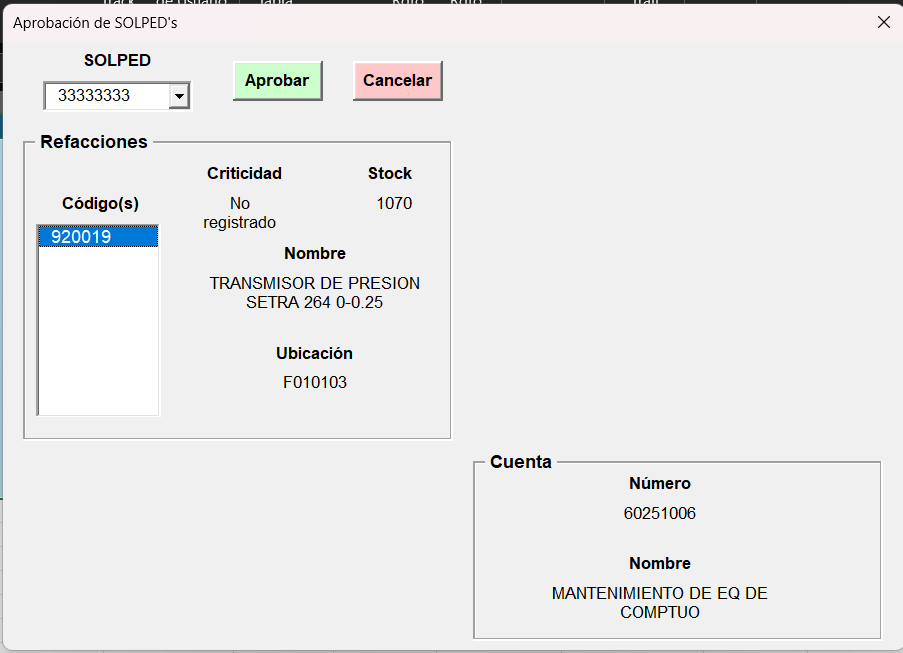 Aprobación de SOLPED's
SOLPED
33333333
Aprobar
Cancelar
Refacciones
Criticidad
Stock
Código(s)
No
registrado
1070
920019
Nombre
TRANSMISOR DE PRESION
SETRA 264 0-0.25
Ubicación
F010103
Cuenta
Número
60251006
Nombre
MANTENIMIENTO DE EQ DE
COMPTUO